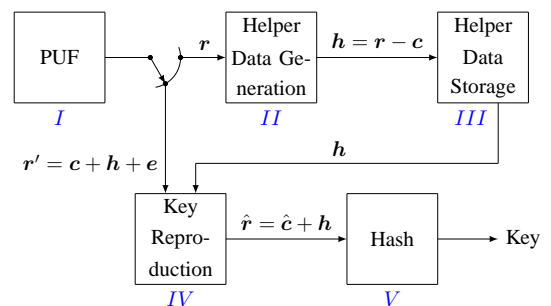 PUF
I
r
Helper
Data Ge-
neration
II
h = r − c
Helper
Data
Storage
III
h
r′ = c + h + e
Key
Repro-
duction
IV
r̂ = ĉ + h
Hash
V
Key